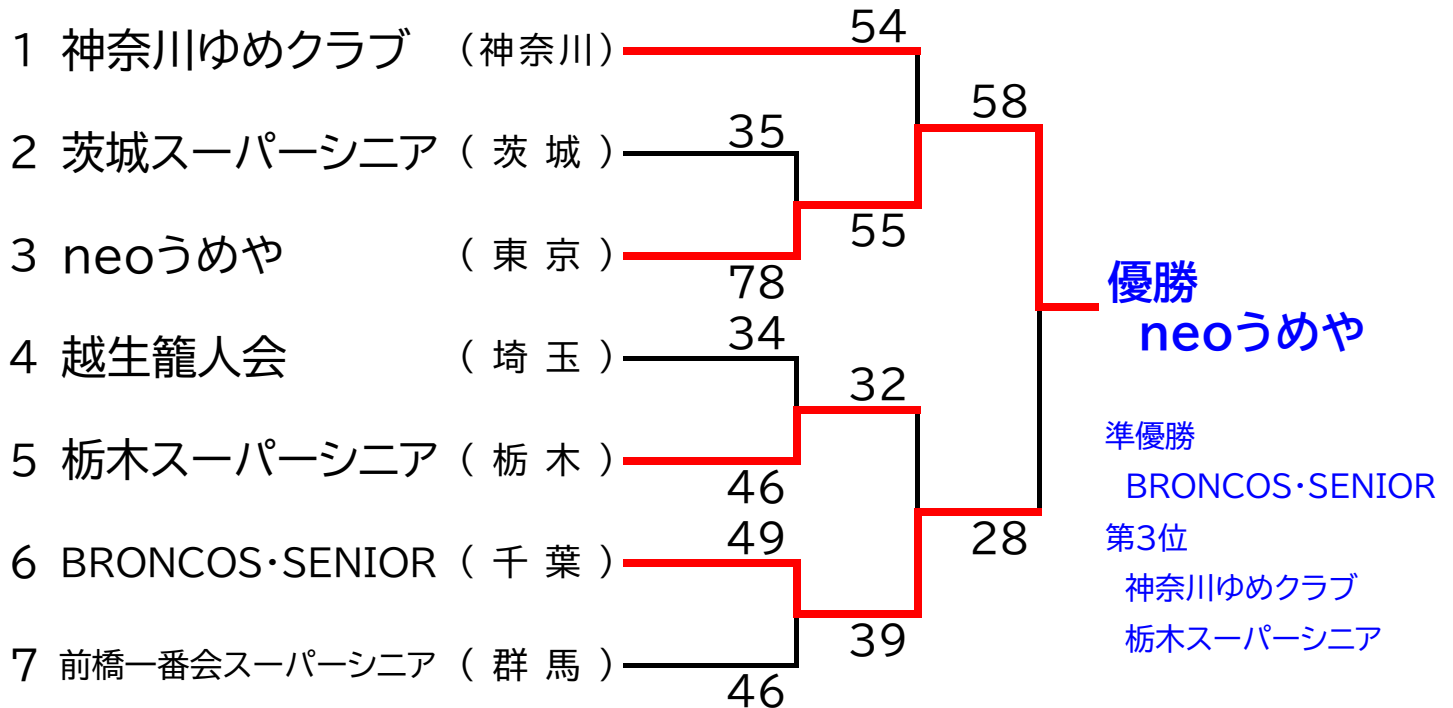 54
1 神奈川ゆめクラブ （神奈川）
58
35
2 茨城スーパーシニア （ 茨 城 ）
55
3 neoうめや （ 東 京 ）
78
優勝
neoうめや
34
4 越生籠人会 （ 埼 玉 ）
32
準優勝
5 栃木スーパーシニア （ 栃 木 ）
46
BRONCOS・SENIOR
49
28
第3位
6 BRONCOS・SENIOR （ 千 葉 ）
神奈川ゆめクラブ
39
栃木スーパーシニア
7 前橋一番会スーパーシニア （ 群 馬 ）
46